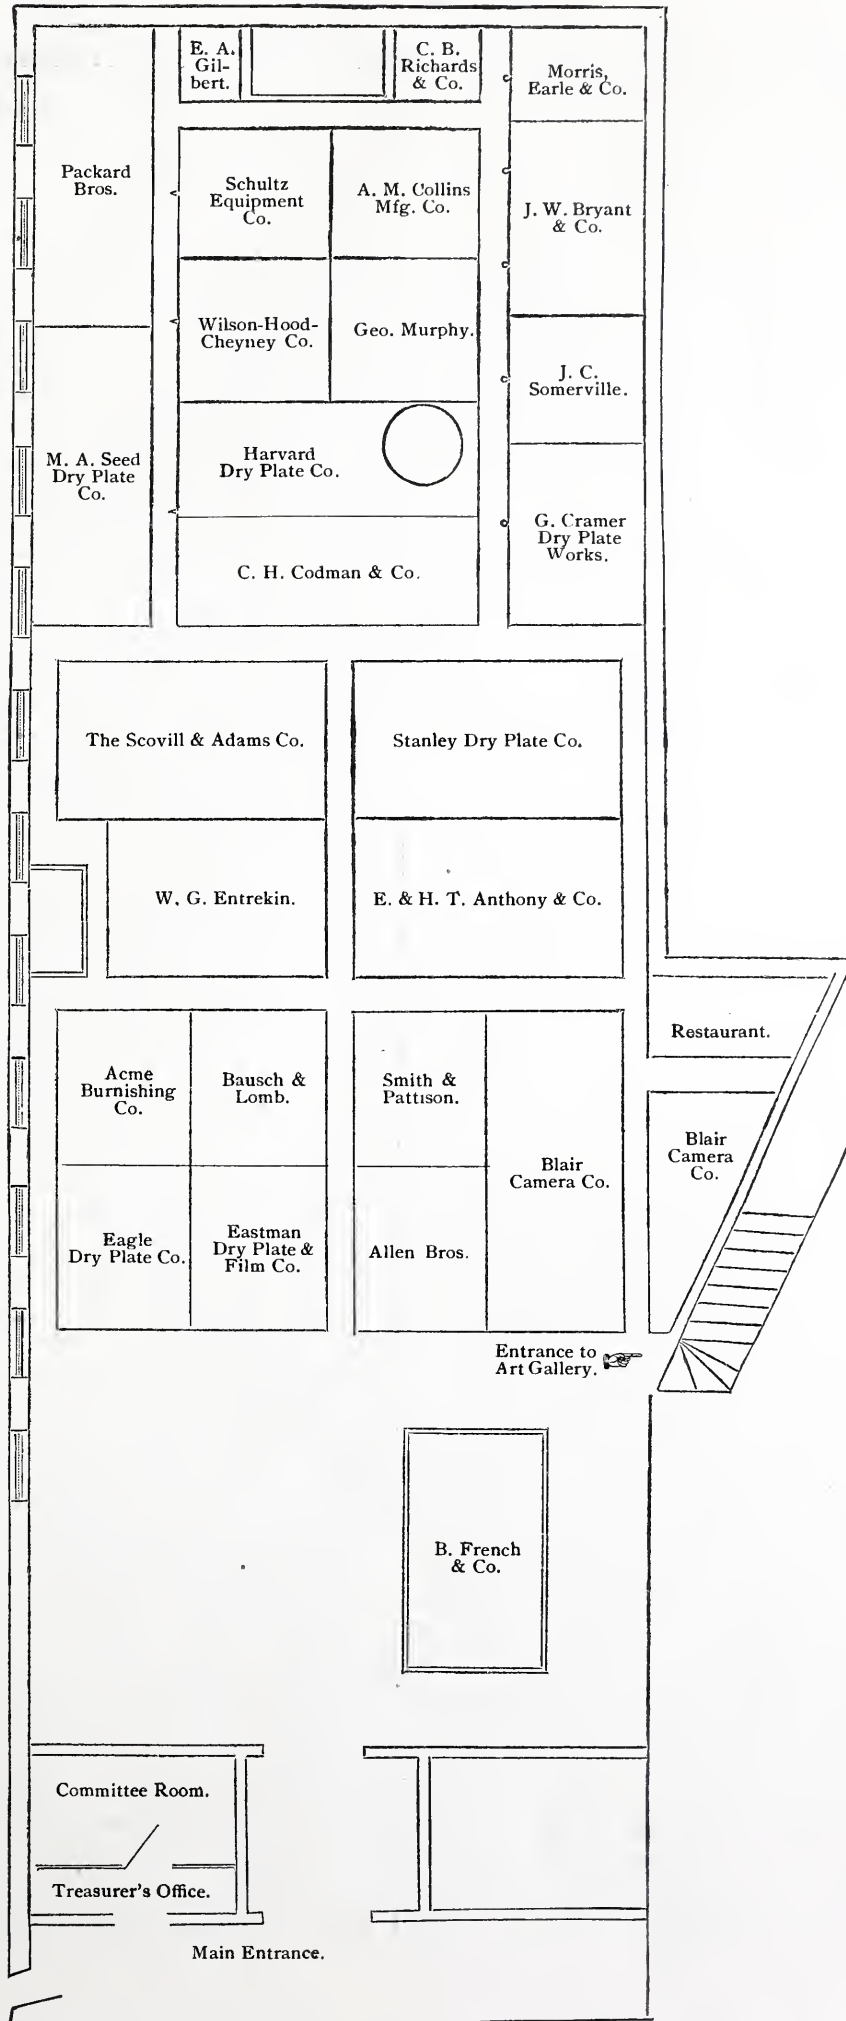 E. A.
Gil-
bert.
C. B.
Richards
& Co.
Morris,
Earle & Co.
Packard
Bros.
Schultz
Equipment
Co.
A. M. Collins
Mfg. Co.
J. W. Bryant
& Co.
Wilson-Hood-
Cheyney Co.
Geo. Murphy.
J. C.
Somerville.
M. A. Seed
Dry Plate
Co.
Harvard
Dry Plate Co.
G. Cramer
Dry Plate
Works.
C. H. Codman & Co.
The Scovill & Adams Co.
Stanley Dry Plate Co.
W. G. Entrekin.
E. & H. T. Anthony & Co.
Restaurant.
Acme
Burnishing
Co.
Bausch &
Lomb.
Smith &
Pattison.
Blair
Camera Co.
Blair
Camera
Co.
Eagle
Dry Plate Co.
Eastman
Dry Plate &
Film Co.
Allen Bros.
Entrance to
Art Gallery.
B. French
& Co.
Committee Room.
Treasurer's Office.
Main Entrance.